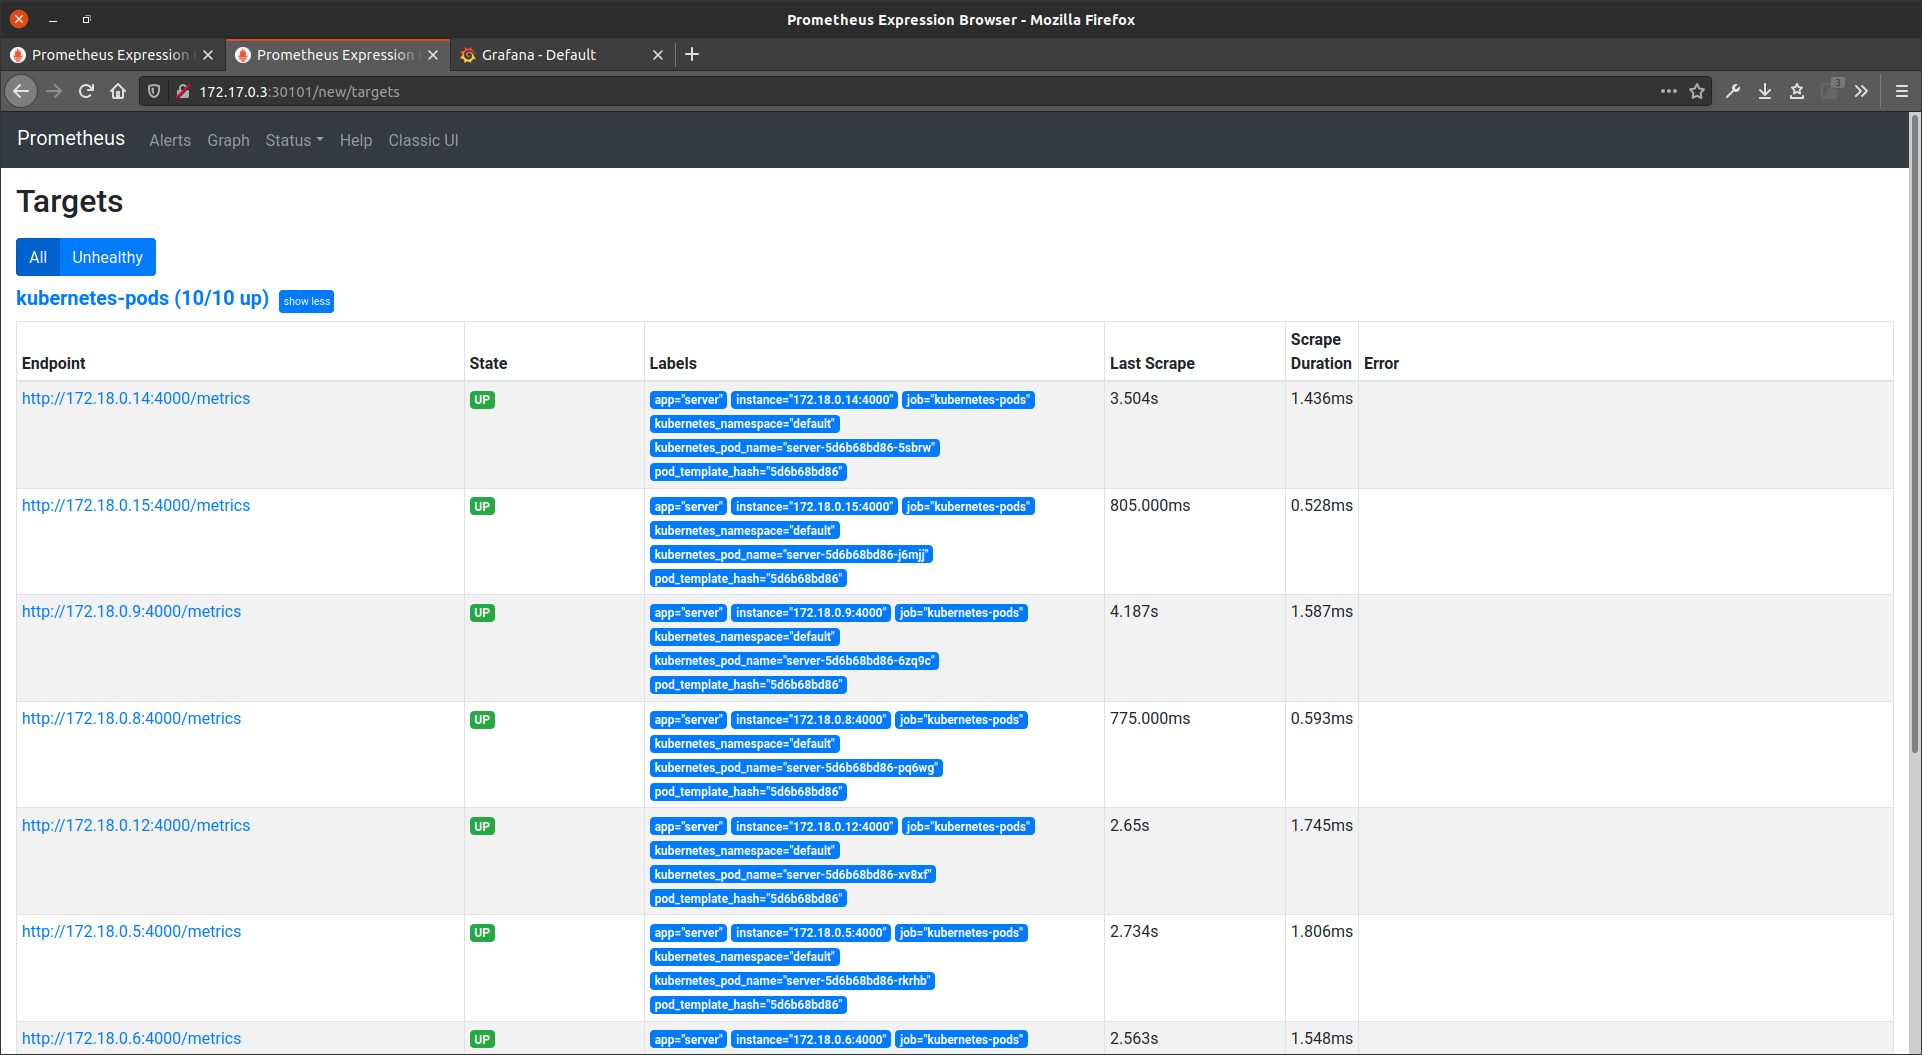 Prometheus Expression Browser - Mozilla Firefox
Prometheus Expression Prometheus Expression Grafana - Default
172.17.0.3:30101/new/targets 3
Prometheus Alerts Graph Status Help Classic UI
Targets
All Unhealthy
kubernetes-pods (10/10 up) show less
Endpoint State Labels Last Scrape Scrape Duration Error
http://172.18.0.14:4000/metrics UP app="server" instance="172.18.0.14:4000" job="kubernetes-pods" 3.504s 1.436ms
kubernetes_namespace="default"
kubernetes_pod_name="server-5d6b68bd86-5sbrw"
pod_template_hash="5d6b68bd86"
http://172.18.0.15:4000/metrics UP app="server" instance="172.18.0.15:4000" job="kubernetes-pods" 805.000ms 0.528ms
kubernetes_namespace="default"
kubernetes_pod_name="server-5d6b68bd86-j6mjj"
pod_template_hash="5d6b68bd86"
http://172.18.0.9:4000/metrics UP app="server" instance="172.18.0.9:4000" job="kubernetes-pods" 4.187s 1.587ms
kubernetes_namespace="default"
kubernetes_pod_name="server-5d6b68bd86-6zq9c"
pod_template_hash="5d6b68bd86"
http://172.18.0.8:4000/metrics UP app="server" instance="172.18.0.8:4000" job="kubernetes-pods" 775.000ms 0.593ms
kubernetes_namespace="default"
kubernetes_pod_name="server-5d6b68bd86-pq6wg"
pod_template_hash="5d6b68bd86"
http://172.18.0.12:4000/metrics UP app="server" instance="172.18.0.12:4000" job="kubernetes-pods" 2.65s 1.745ms
kubernetes_namespace="default"
kubernetes_pod_name="server-5d6b68bd86-xv8xf"
pod_template_hash="5d6b68bd86"
http://172.18.0.5:4000/metrics UP app="server" instance="172.18.0.5:4000" job="kubernetes-pods" 2.734s 1.806ms
kubernetes_namespace="default"
kubernetes_pod_name="server-5d6b68bd86-rkrhb"
pod_template_hash="5d6b68bd86"
http://172.18.0.6:4000/metrics UP app="server" instance="172.18.0.6:4000" job="kubernetes-pods" 2.563s 1.548ms